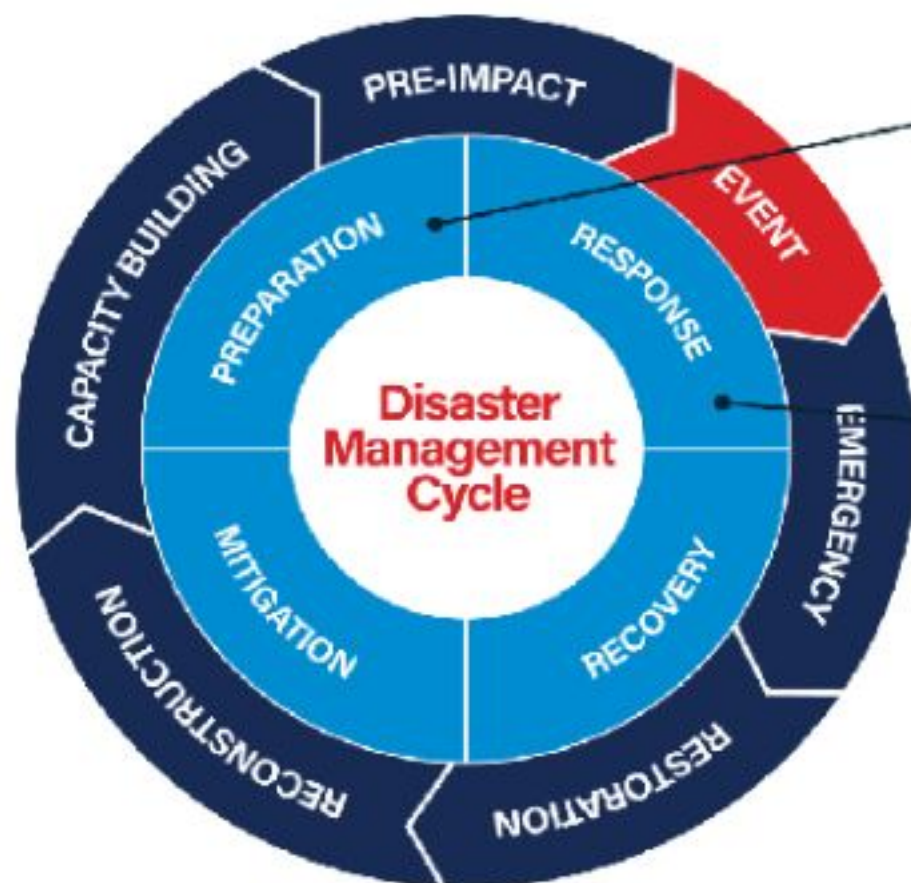 PRE-IMPACT
EVENT
EMERGENCY
RESTORATION
RECONSTRUCTION
CAPACITY BUILDING
PREPARATION
RESPONSE
RECOVERY
MITIGATION
Disaster
Management
Cycle